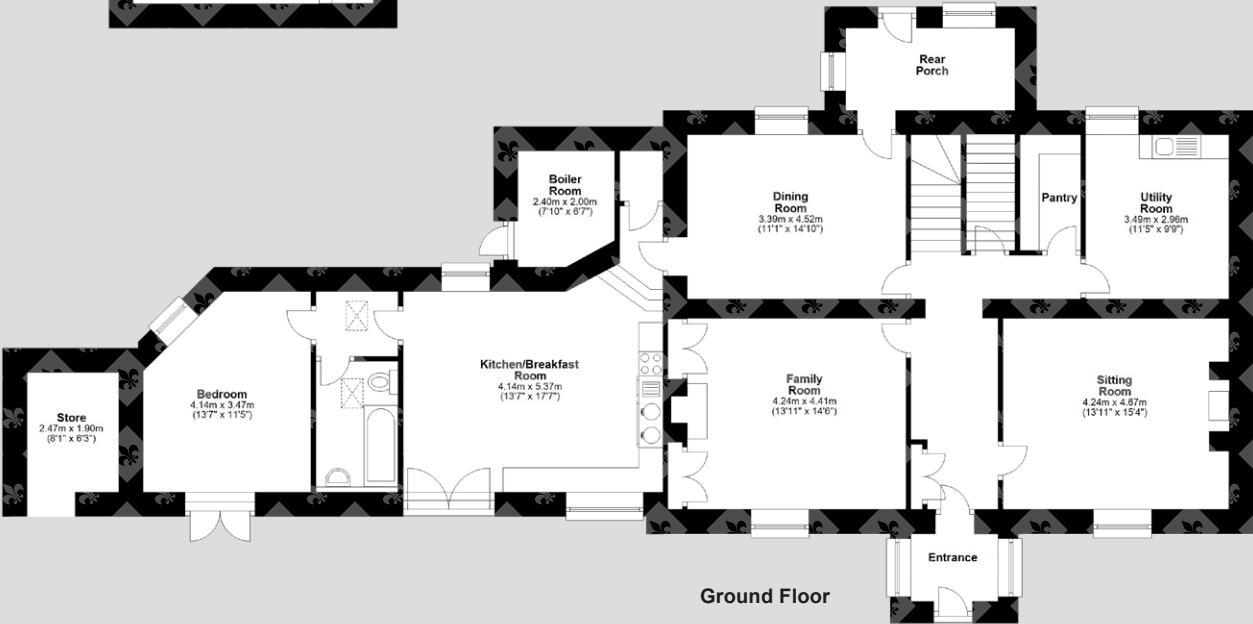 Rear
Porch
Boiler
Room
2.40m x 2.00m
(7'10" x 6'7")
Dining
Room
3.39m x 4.52m
(11'1" x 14'10")
Pantry
Utility
Room
3.49m x 2.96m
(11'5" x 9'9")
Kitchen/Breakfast
Room
4.14m x 5.37m
(13'7" x 17'7")
Bedroom
4.14m x 3.47m
(13'7" x 11'5")
Store
2.47m x 1.90m
(8'1" x 6'3")
Family
Room
4.24m x 4.41m
(13'11" x 14'6")
Sitting
Room
4.24m x 4.67m
(13'11" x 15'4")
Entrance
Ground Floor